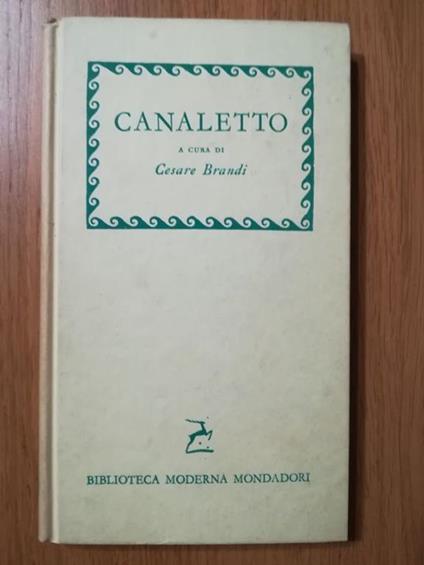 CANALETTO
A CURA DI
Cesare Brandi
BIBLIOTECA MODERNA MONDADORI